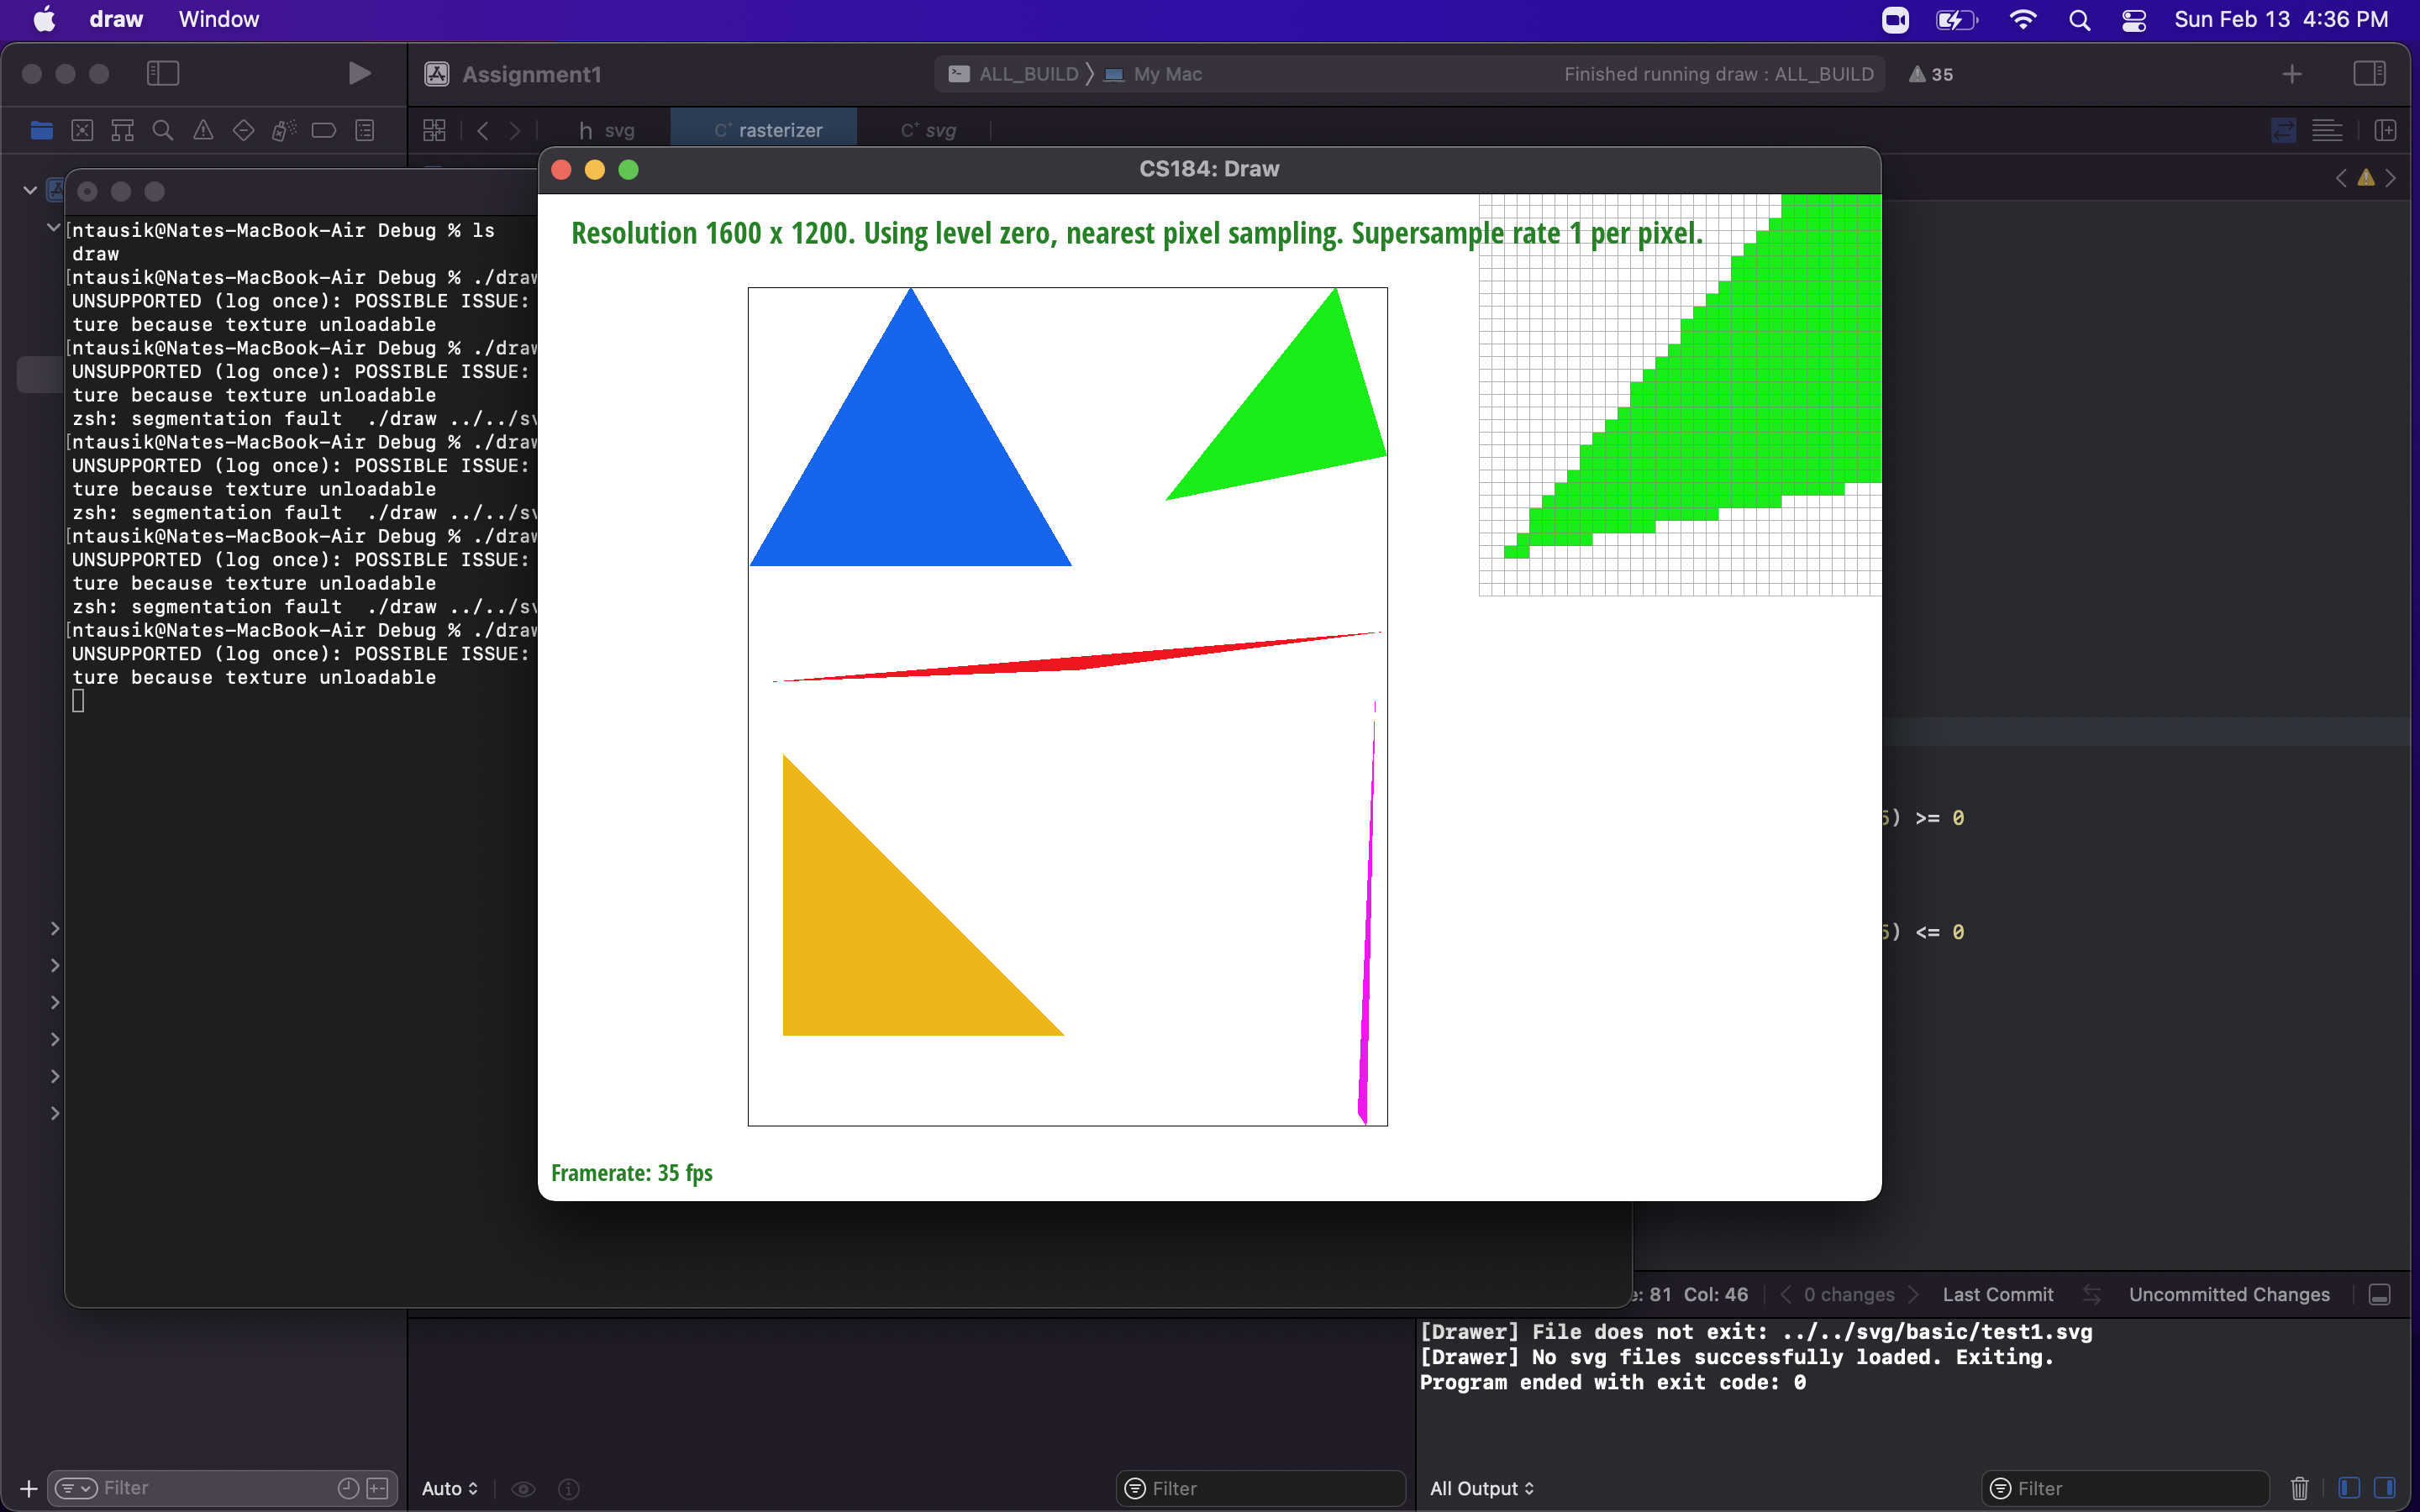 draw Window Sun Feb 13 4:36 PM
Assignment1 ALL_BUILD My Mac Finished running draw : ALL_BUILD 35
h svg C+ rasterizer C+ svg
CS184: Draw
Resolution 1600 x 1200. Using level zero, nearest pixel sampling. Supersample rate 1 per pixel.
[ntausik@Nates-MacBook-Air Debug % ls
draw
[ntausik@Nates-MacBook-Air Debug % ./draw
UNSUPPORTED (log once): POSSIBLE ISSUE:
ture because texture unloadable
[ntausik@Nates-MacBook-Air Debug % ./draw
UNSUPPORTED (log once): POSSIBLE ISSUE:
ture because texture unloadable
zsh: segmentation fault ./draw ../../sv
[ntausik@Nates-MacBook-Air Debug % ./draw
UNSUPPORTED (log once): POSSIBLE ISSUE:
ture because texture unloadable
zsh: segmentation fault ./draw ../../sv
[ntausik@Nates-MacBook-Air Debug % ./draw
UNSUPPORTED (log once): POSSIBLE ISSUE:
ture because texture unloadable
zsh: segmentation fault ./draw ../../sv
[ntausik@Nates-MacBook-Air Debug % ./draw
UNSUPPORTED (log once): POSSIBLE ISSUE:
ture because texture unloadable
5) >= 0
5) <= 0
Framerate: 35 fps
e: 81 Col: 46 0 changes Last Commit Uncommitted Changes
[Drawer] File does not exit: ../../svg/basic/test1.svg
[Drawer] No svg files successfully loaded. Exiting.
Program ended with exit code: 0
Filter Auto Filter All Output Filter